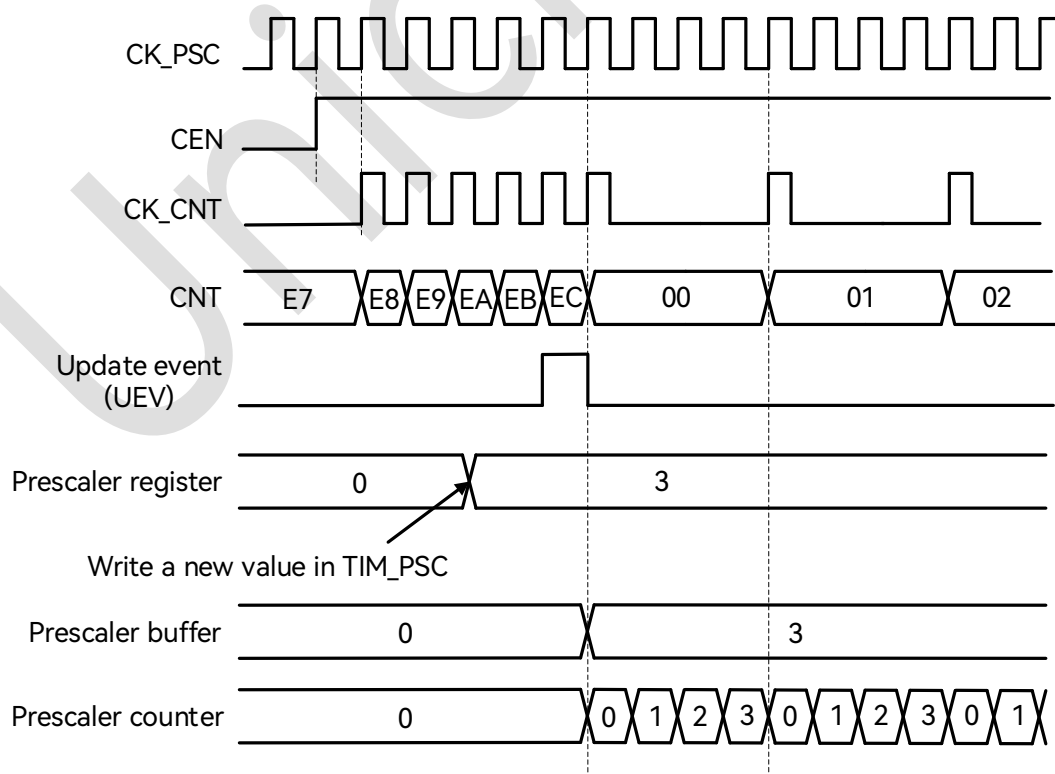 CK_PSC
CEN
CK_CNT
CNT E7 E8 E9 EA EB EC 00 01 02
Update event
(UEV)
Prescaler register 0 3
Write a new value in TIM_PSC
Prescaler buffer 0 3
Prescaler counter 0 0 1 2 3 0 1 2 3 0 1
Unic